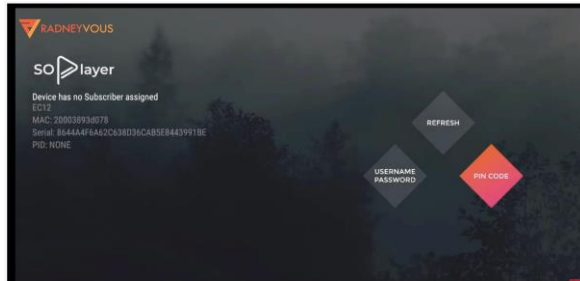 RADNEYVOUS
SO Player
Device has no Subscriber assigned
EC12
MAC: 20003893d078
Serial: 8644A4F6A62C638D36CAB5E8443991BE
PID: NONE
REFRESH
USERNAME
PASSWORD
PIN CODE